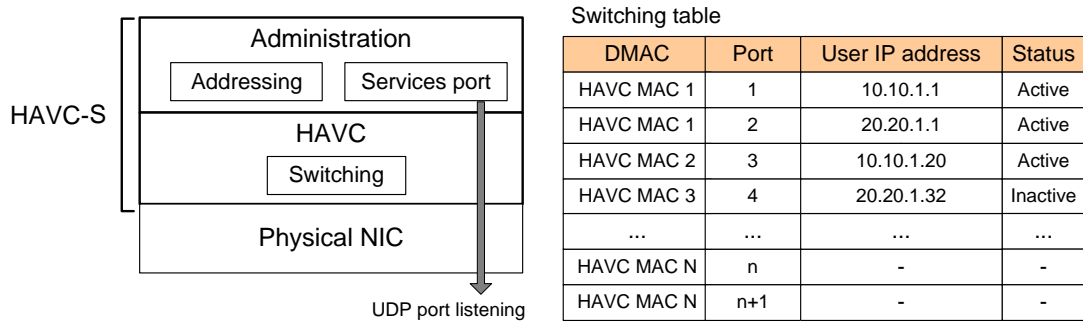 HAVC-S
Administration
Addressing
Services port
HAVC
Switching
Physical NIC
UDP port listening
Switching table
DMAC Port User IP address Status
HAVC MAC 1 1 10.10.1.1 Active
HAVC MAC 1 2 20.20.1.1 Active
HAVC MAC 2 3 10.10.1.20 Active
HAVC MAC 3 4 20.20.1.32 Inactive
... ... ... ...
HAVC MAC N n - -
HAVC MAC N n+1 - -